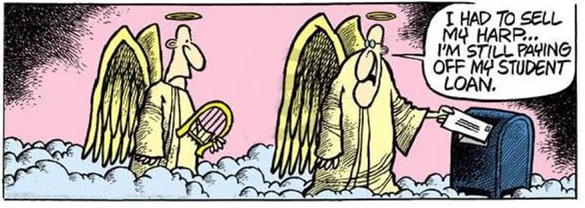 I HAD TO SELL
MY HARP...
I'M STILL PAYING
OFF MY STUDENT
LOAN.